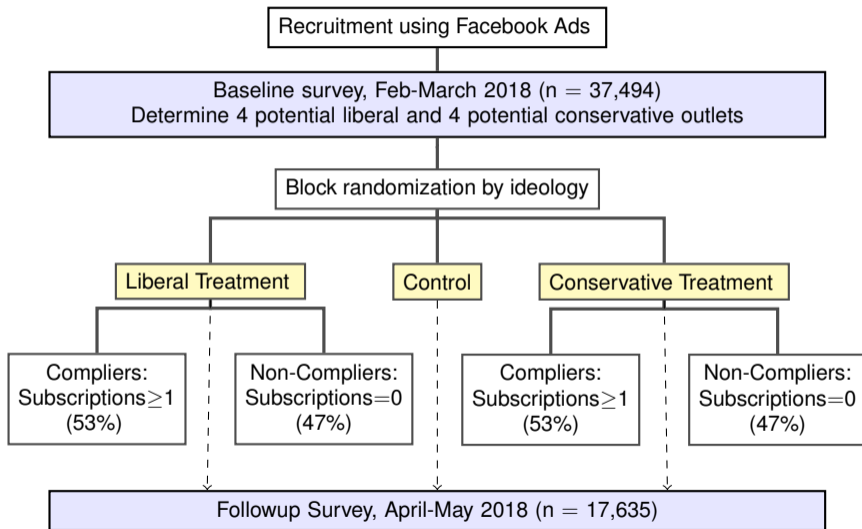 Recruitment using Facebook Ads
Baseline survey, Feb-March 2018 (n = 37,494)
Determine 4 potential liberal and 4 potential conservative outlets
Block randomization by ideology
Liberal Treatment
Control
Conservative Treatment
Compliers:
Subscriptions≥1
(53%)
Non-Compliers:
Subscriptions=0
(47%)
Compliers:
Subscriptions≥1
(53%)
Non-Compliers:
Subscriptions=0
(47%)
Followup Survey, April-May 2018 (n = 17,635)